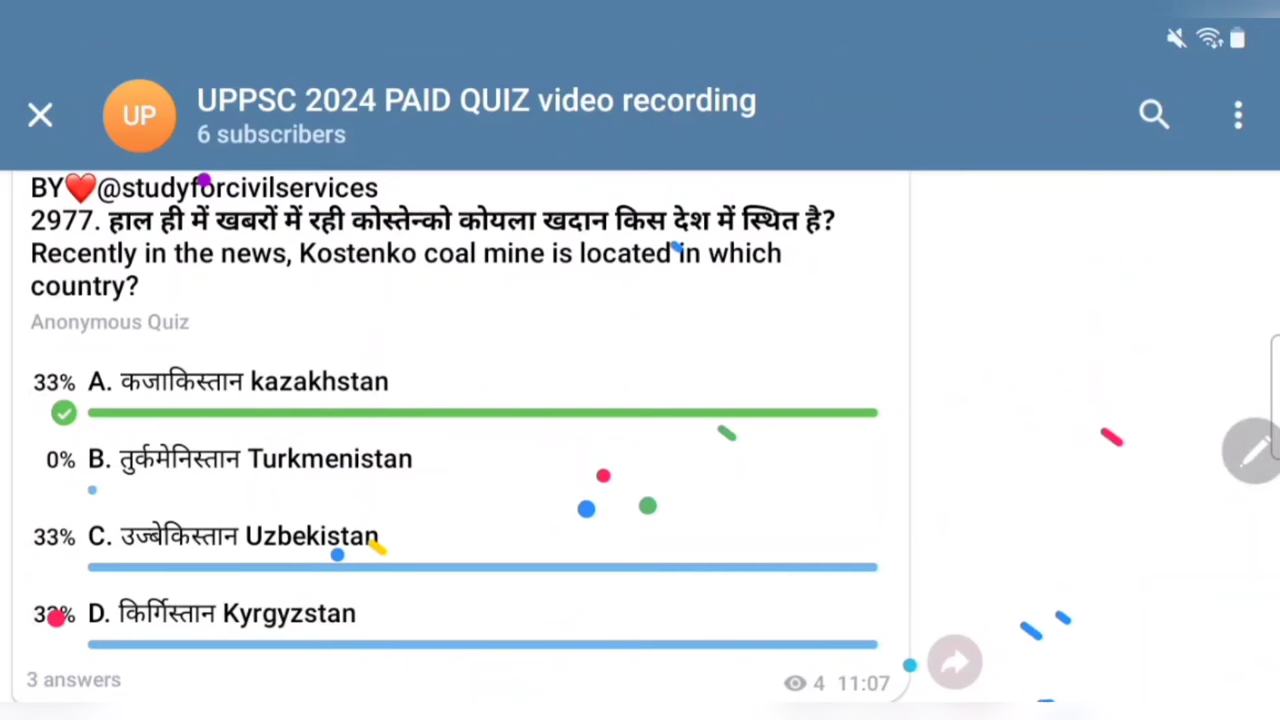 UP
UPPSC 2024 PAID QUIZ video recording
6 subscribers
BY❤️@studyforcivilservices
2977. हाल ही में खबरों में रही कोस्तेन्को कोयला खदान किस देश में स्थित है?
Recently in the news, Kostenko coal mine is located in which
country?
Anonymous Quiz
33% A. कजाकिस्तान kazakhstan
0% B. तुर्कमेनिस्तान Turkmenistan
33% C. उज्बेकिस्तान Uzbekistan
33% D. किर्गिस्तान Kyrgyzstan
3 answers
4 11:07